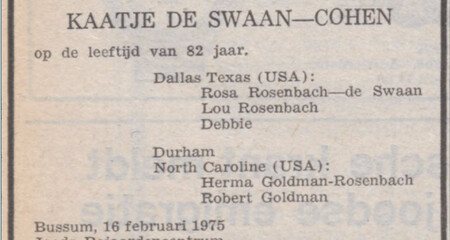 KAATJE DE SWAAN—COHEN
op de leeftijd van 82 jaar.
Dallas Texas (USA):
Rosa Rosenbach—de Swaan
Lou Rosenbach
Debbie
Durham
North Caroline (USA):
Herma Goldman-Rosenbach
Robert Goldman
Bussum, 16 februari 1975